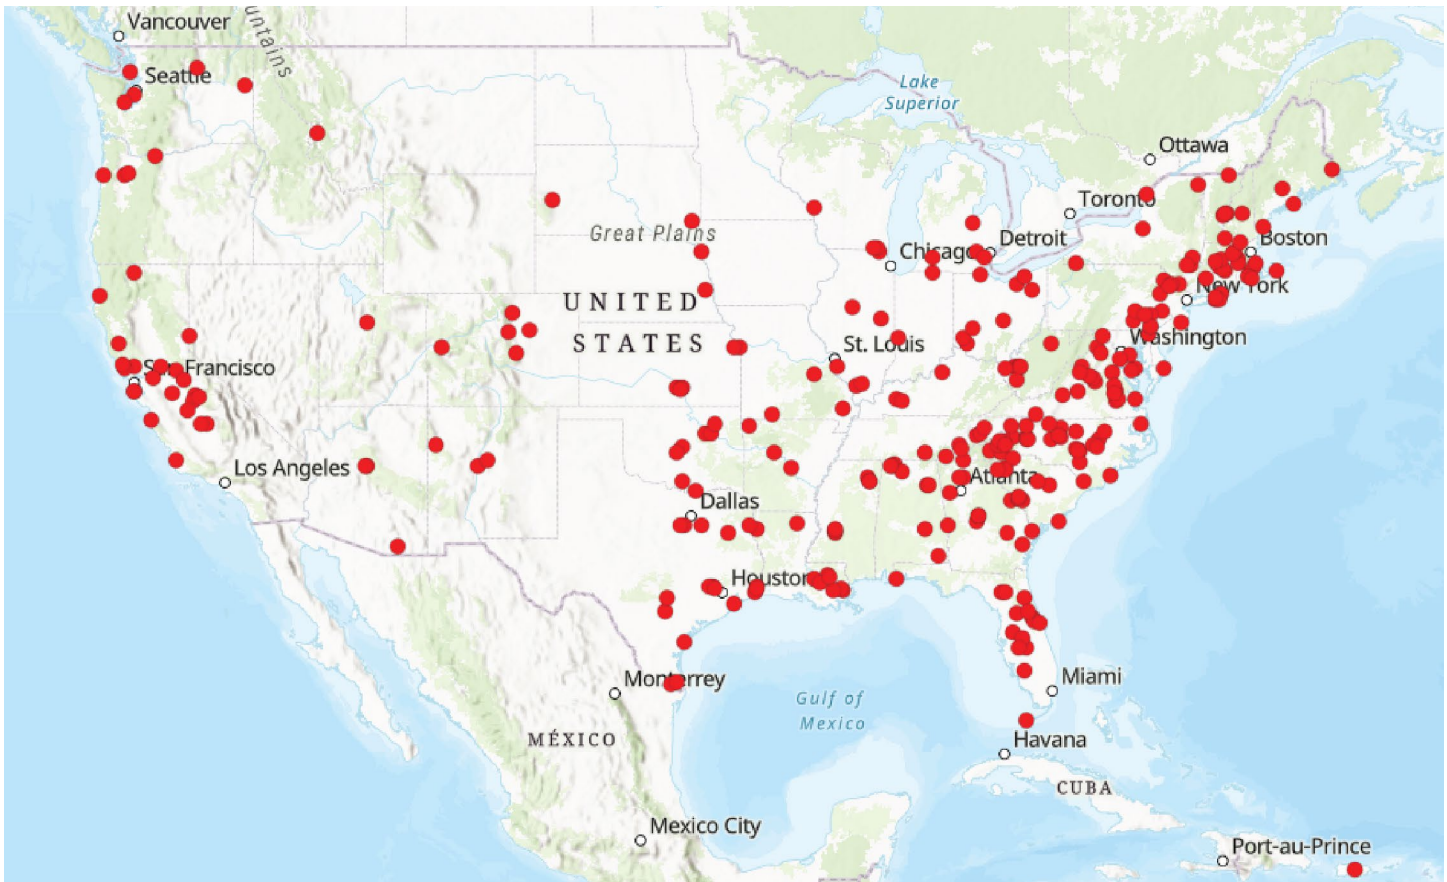 Vancouver
untains
Seattle
Lake
Superior
Ottawa
Toronto
Great Plains
Chicago
Detroit
Boston
New York
UNITED
STATES
St. Louis
Washington
San Francisco
Los Angeles
Atlanta
Dallas
Houston
Monterrey
Miami
Gulf of
Mexico
MÉXICO
Havana
CUBA
Mexico City
Port-au-Prince